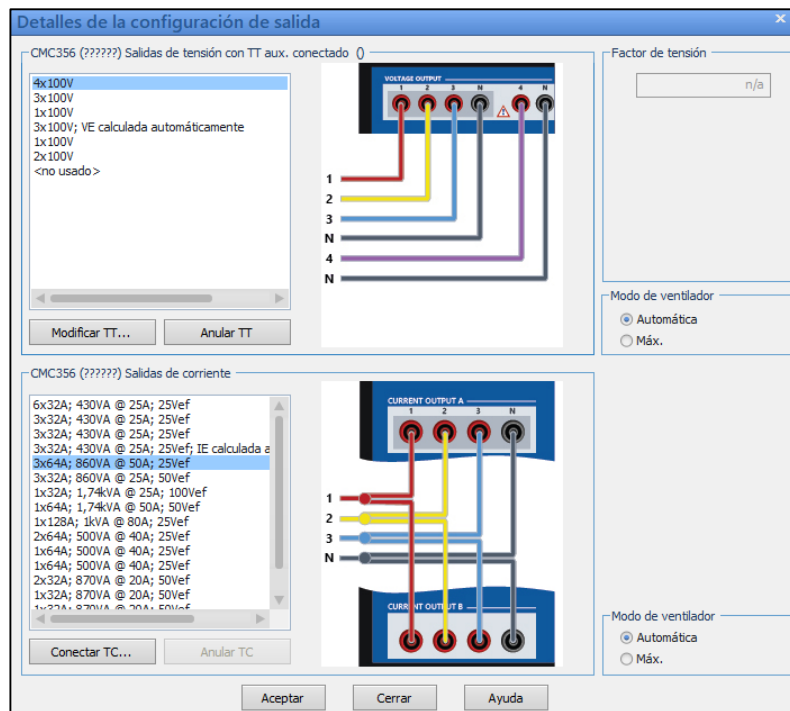 Detalles de la configuración de salida
CMC356 (??????) Salidas de tensión con TT aux. conectado ()
4x100V
3x100V
1x100V
3x100V; VE calculada automáticamente
1x100V
2x100V
<no usado>
Modificar TT...
Anular TT
VOLTAGE OUTPUT
1 2 3 N 4 N
1
2
3
N
4
N
Factor de tensión
n/a
Modo de ventilador
Automática
Máx.
CMC356 (??????) Salidas de corriente
6x32A; 430VA @ 25A; 25Vef
3x32A; 430VA @ 25A; 25Vef
3x32A; 430VA @ 25A; 25Vef
3x32A; 430VA @ 25A; 25Vef; IE calculada a
3x64A; 860VA @ 50A; 25Vef
3x32A; 860VA @ 25A; 50Vef
1x32A; 1,74kVA @ 25A; 100Vef
1x64A; 1,74kVA @ 50A; 50Vef
1x128A; 1kVA @ 80A; 25Vef
2x64A; 500VA @ 40A; 25Vef
1x64A; 500VA @ 40A; 25Vef
1x64A; 500VA @ 40A; 25Vef
2x32A; 870VA @ 20A; 50Vef
1x32A; 870VA @ 20A; 50Vef
1x32A; 870VA @ 20A; 50Vef
Conectar TC...
Anular TC
CURRENT OUTPUT A
1 2 3 N
1
2
3
N
CURRENT OUTPUT B
Modo de ventilador
Automática
Máx.
Aceptar
Cerrar
Ayuda